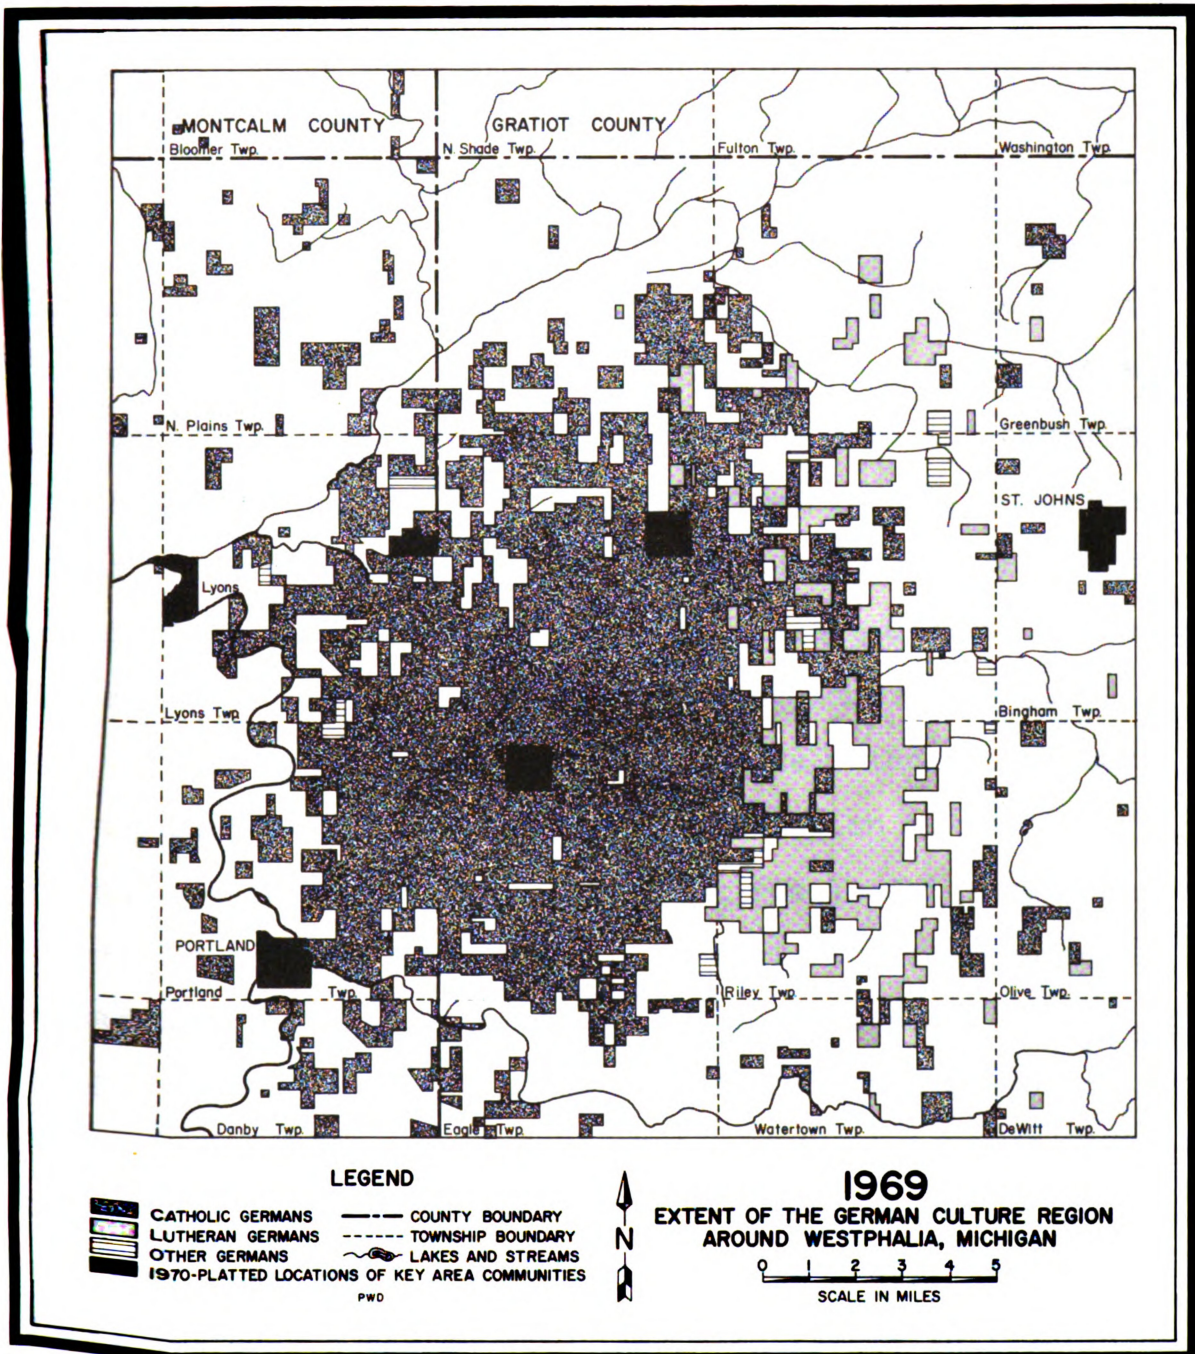 MONTCALM COUNTY
GRATIOT COUNTY
Bloomer Twp.
N. Shade Twp.
Fulton Twp.
Washington Twp.
N. Plains Twp.
Greenbush Twp.
ST. JOHNS
Lyons
Lyons Twp.
Bingham Twp.
PORTLAND
Portland Twp.
Riley Twp.
Olive Twp.
Danby Twp.
Eagle Twp.
Watertown Twp.
DeWitt Twp.
LEGEND
CATHOLIC GERMANS
LUTHERAN GERMANS
OTHER GERMANS
1970-PLATTED LOCATIONS OF KEY AREA COMMUNITIES
COUNTY BOUNDARY
TOWNSHIP BOUNDARY
LAKES AND STREAMS
PWD
N
1969
EXTENT OF THE GERMAN CULTURE REGION
AROUND WESTPHALIA, MICHIGAN
0 1 2 3 4 5
SCALE IN MILES